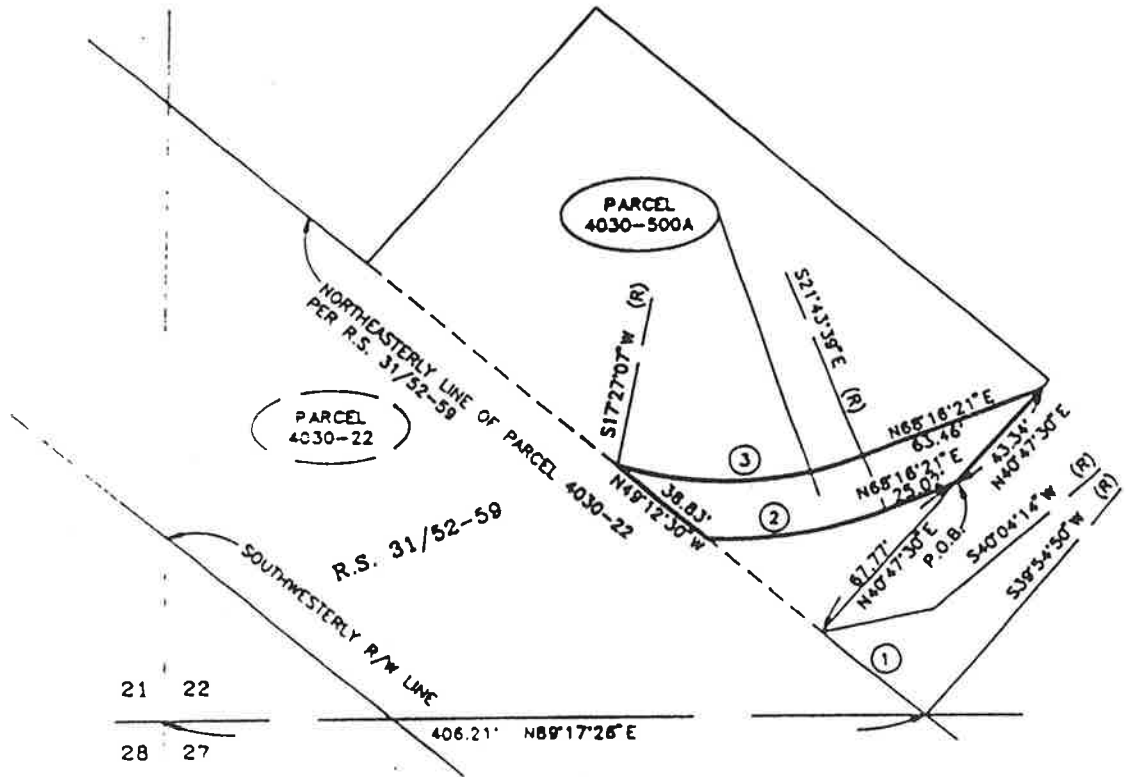 PARCEL
4030-500A
S17°27'07"W (R)
S21°43'39"E (R)
NORTHEASTERLY LINE OF PARCEL 4030-22
PER R.S. 31/52-59
PARCEL
4030-22
N68°16'21"E
63.46'
3
43.34'
N40°47'30"E
N68°16'21"E
25.03'
38.83'
N49°12'30"W
2
R.S. 31/52-59
67.77'
N40°47'30"E
P.O.B.
S40°04'14"W (R)
S39°54'50"W (R)
SOUTHWESTERLY R/W LINE
1
21 22
28 27
406.21' N89°17'26"E